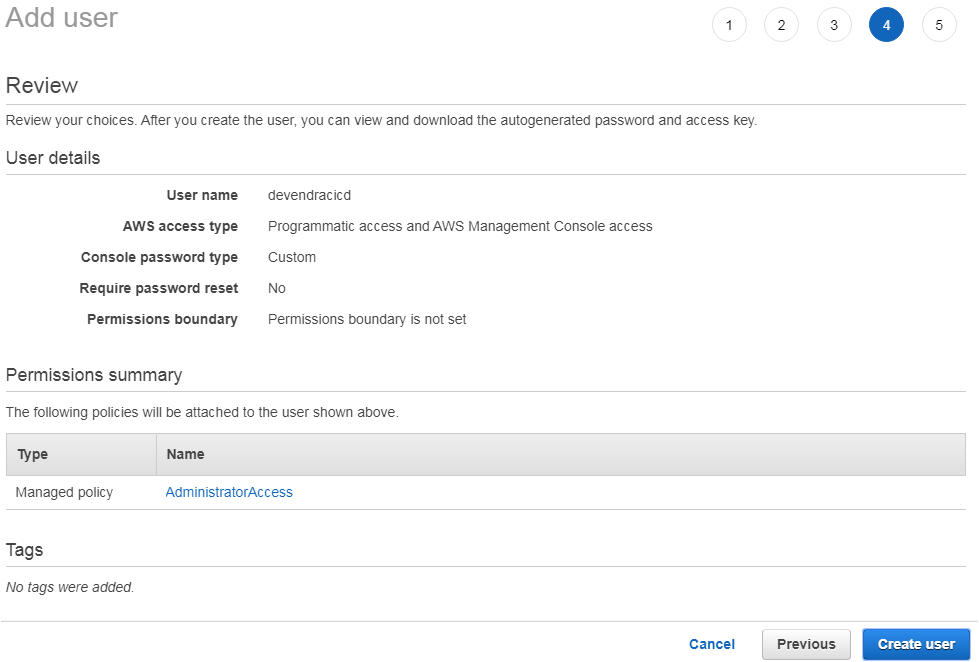 Add user
1 2 3 4 5
Review
Review your choices. After you create the user, you can view and download the autogenerated password and access key.
User details
User name devendracicd
AWS access type Programmatic access and AWS Management Console access
Console password type Custom
Require password reset No
Permissions boundary Permissions boundary is not set
Permissions summary
The following policies will be attached to the user shown above.
Type Name
Managed policy AdministratorAccess
Tags
No tags were added.
Cancel Previous Create user